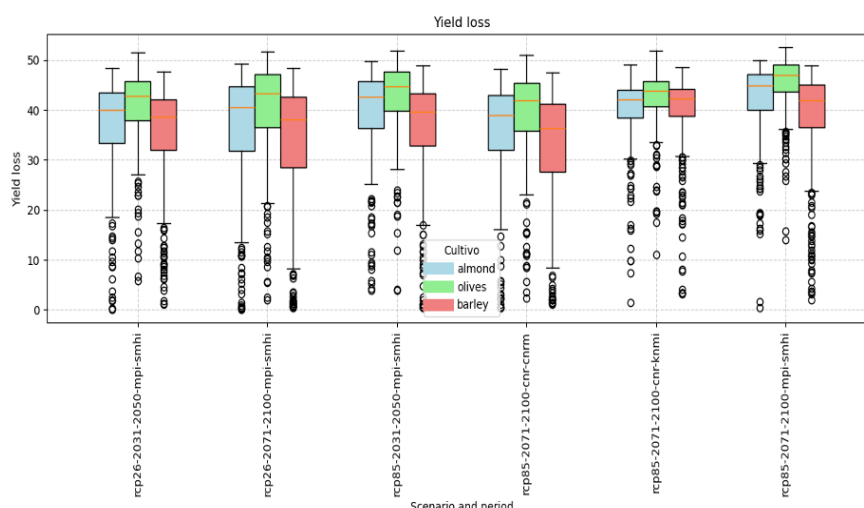 Yield loss
Yield loss
50
40
30
20
10
0
Cultivo
almond
olives
barley
rcp26-2031-2050-mpi-smhi
rcp26-2071-2100-mpi-smhi
rcp85-2031-2050-mpi-smhi
rcp85-2071-2100-cnr-cnrm
rcp85-2071-2100-cnr-knmi
rcp85-2071-2100-mpi-smhi
Scenario and period